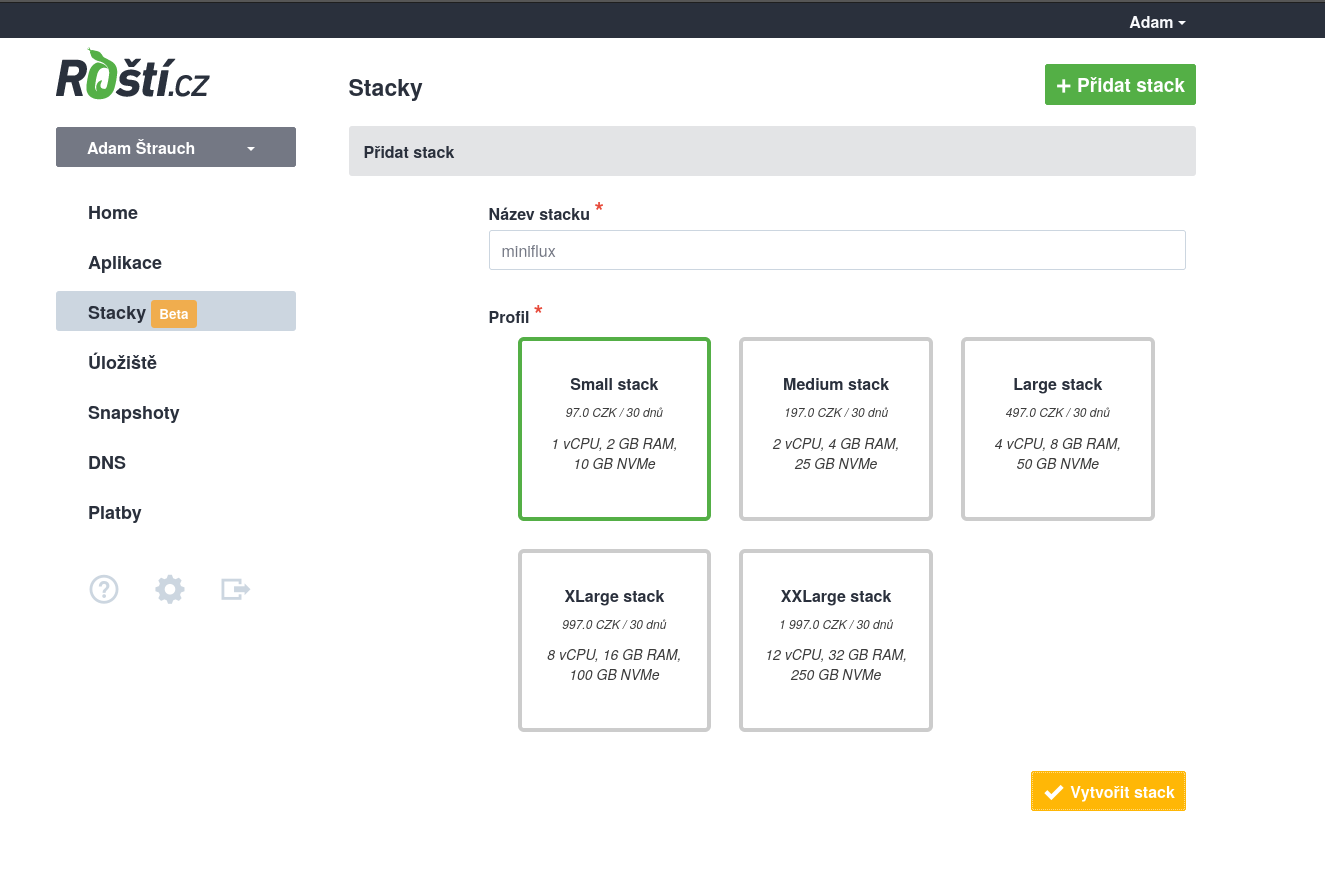 Adam
Roští.cz
Stacky
Přidat stack
Adam Štrauch
Přidat stack
Home
Aplikace
Stacky Beta
Úložiště
Snapshoty
DNS
Platby
Název stacku *
miniflux
Profil *
Small stack
97.0 CZK / 30 dnů
1 vCPU, 2 GB RAM,
10 GB NVMe
Medium stack
197.0 CZK / 30 dnů
2 vCPU, 4 GB RAM,
25 GB NVMe
Large stack
497.0 CZK / 30 dnů
4 vCPU, 8 GB RAM,
50 GB NVMe
XLarge stack
997.0 CZK / 30 dnů
8 vCPU, 16 GB RAM,
100 GB NVMe
XXLarge stack
1 997.0 CZK / 30 dnů
12 vCPU, 32 GB RAM,
250 GB NVMe
Vytvořit stack